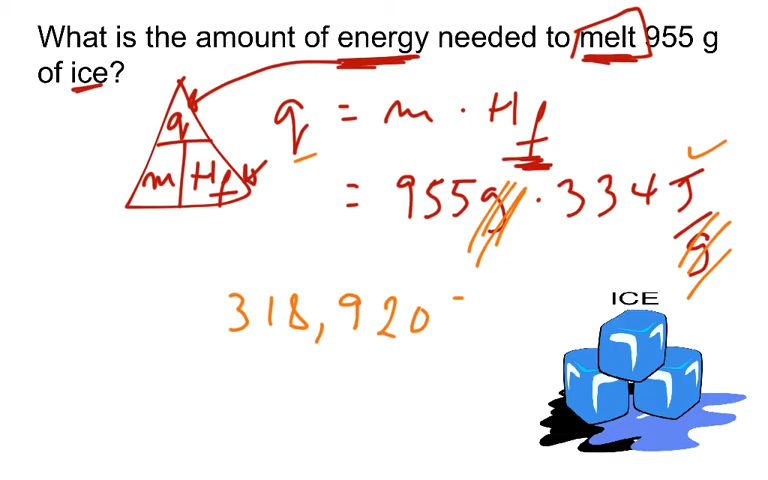 What is the amount of energy needed to melt 955 g
of ice?
q = m · Hf
q
m Hf
= 955g · 334 J/g
318,920
ICE